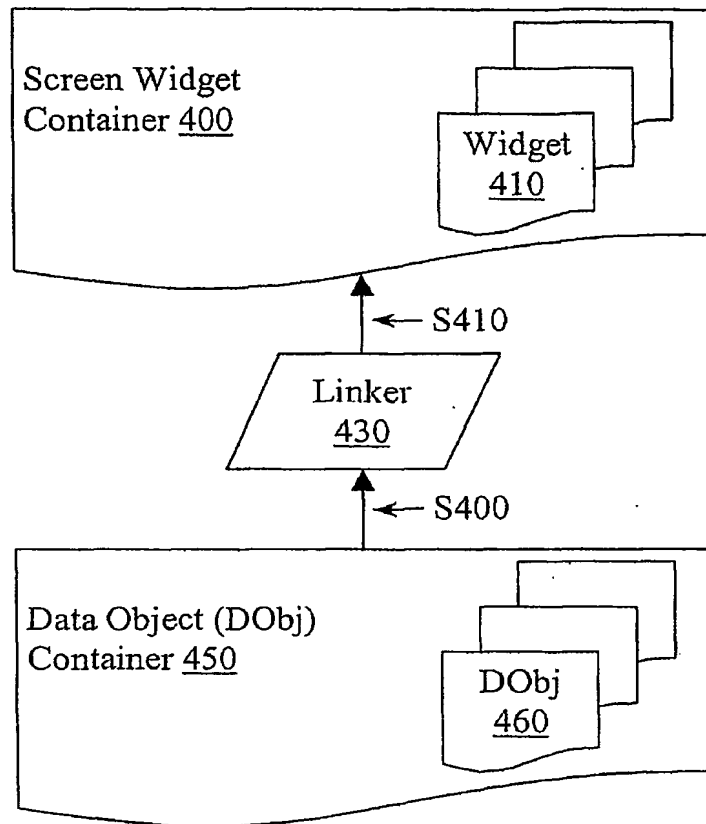 Screen Widget
Container 400
Widget
410
S410
Linker
430
S400
Data Object (DObj)
Container 450
DObj
460